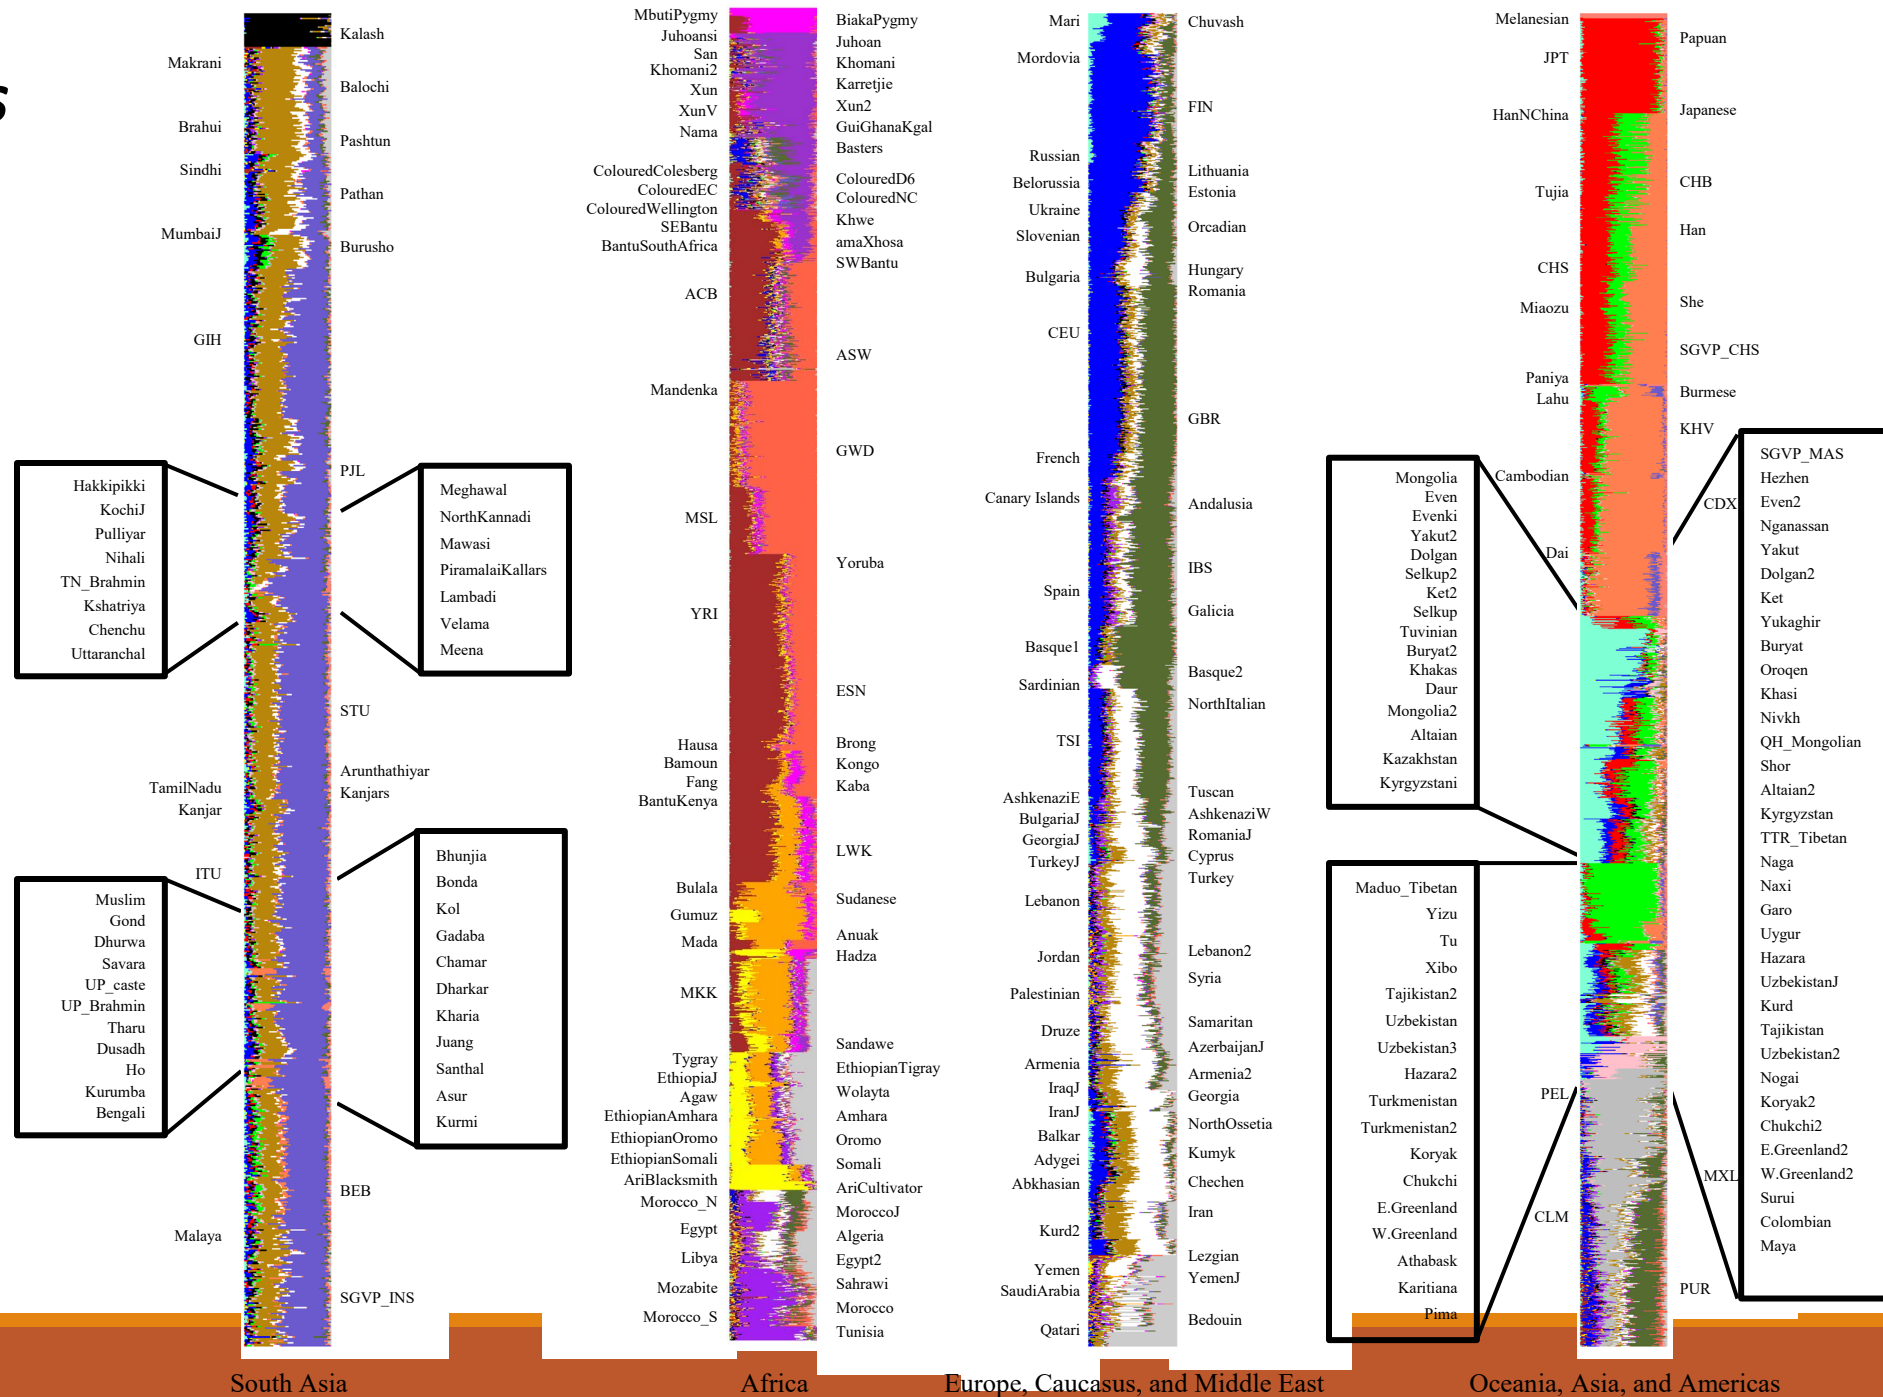 s
Kalash
Makrani
Balochi
Brahui
Pashtun
Sindhi
Pathan
MumbaiJ
Burusho
GIH
PJL
Hakkipikki
KochiJ
Pulliyar
Nihali
TN_Brahmin
Kshatriya
Chenchu
Uttaranchal
Meghawal
NorthKannadi
Mawasi
PiramalaiKallars
Lambadi
Velama
Meena
STU
Arunthathiyar
TamilNadu
Kanjars
Kanjar
ITU
Muslim
Gond
Dhurwa
Savara
UP_caste
UP_Brahmin
Tharu
Dusadh
Ho
Kurumba
Bengali
Bhunjia
Bonda
Kol
Gadaba
Chamar
Dharkar
Kharia
Juang
Santhal
Asur
Kurmi
BEB
Malaya
SGVP_INS
South Asia
MbutiPygmy
Juhoansi
San
Khomani2
Xun
XunV
Nama
ColouredColesberg
ColouredEC
ColouredWellington
SEBantu
BantuSouthAfrica
ACB
Mandenka
MSL
YRI
Hausa
Bamoun
Fang
BantuKenya
Bulala
Gumuz
Mada
MKK
Tygray
EthiopiaJ
Agaw
EthiopianAmhara
EthiopianOromo
EthiopianSomali
AriBlacksmith
Morocco_N
Egypt
Libya
Mozabite
Morocco_S
BiakaPygmy
Juhoan
Khomani
Karretjie
Xun2
GuiGhanaKgal
Basters
ColouredD6
ColouredNC
Khwe
amaXhosa
SWBantu
ASW
GWD
Yoruba
ESN
Brong
Kongo
Kaba
LWK
Sudanese
Anuak
Hadza
Sandawe
EthiopianTigray
Wolayta
Amhara
Oromo
Somali
AriCultivator
MoroccoJ
Algeria
Egypt2
Sahrawi
Morocco
Tunisia
Africa
Mari
Mordovia
Russian
Belorussia
Ukraine
Slovenian
Bulgaria
CEU
French
Canary Islands
Spain
Basque1
Sardinian
TSI
AshkenaziE
BulgariaJ
GeorgiaJ
TurkeyJ
Lebanon
Jordan
Palestinian
Druze
Armenia
IraqJ
IranJ
Balkar
Adygei
Abkhasian
Kurd2
Yemen
SaudiArabia
Qatari
Chuvash
FIN
Lithuania
Estonia
Orcadian
Hungary
Romania
GBR
Andalusia
IBS
Galicia
Basque2
NorthItalian
Tuscan
AshkenaziW
RomaniaJ
Cyprus
Turkey
Lebanon2
Syria
Samaritan
AzerbaijanJ
Armenia2
Georgia
NorthOssetia
Kumyk
Chechen
Iran
Lezgian
YemenJ
Bedouin
Europe, Caucasus, and Middle East
Melanesian
JPT
HanNChina
Tujia
CHS
Miaozu
Paniya
Lahu
Cambodian
Dai
Mongolia
Even
Evenki
Yakut2
Dolgan
Selkup2
Ket2
Selkup
Tuvinian
Buryat2
Khakas
Daur
Mongolia2
Altaian
Kazakhstan
Kyrgyzstani
Maduo_Tibetan
Yizu
Tu
Xibo
Tajikistan2
Uzbekistan
Uzbekistan3
Hazara2
Turkmenistan
Turkmenistan2
Koryak
Chukchi
E.Greenland
W.Greenland
Athabask
Karitiana
Pima
PEL
CLM
Papuan
Japanese
CHB
Han
She
SGVP_CHS
Burmese
KHV
CDX
SGVP_MAS
Hezhen
Even2
Nganassan
Yakut
Dolgan2
Ket
Yukaghir
Buryat
Oroqen
Khasi
Nivkh
QH_Mongolian
Shor
Altaian2
Kyrgyzstan
TTR_Tibetan
Naga
Naxi
Garo
Uygur
Hazara
UzbekistanJ
Kurd
Tajikistan
Uzbekistan2
Nogai
Koryak2
Chukchi2
E.Greenland2
W.Greenland2
Surui
Colombian
Maya
MXL
PUR
Oceania, Asia, and Americas